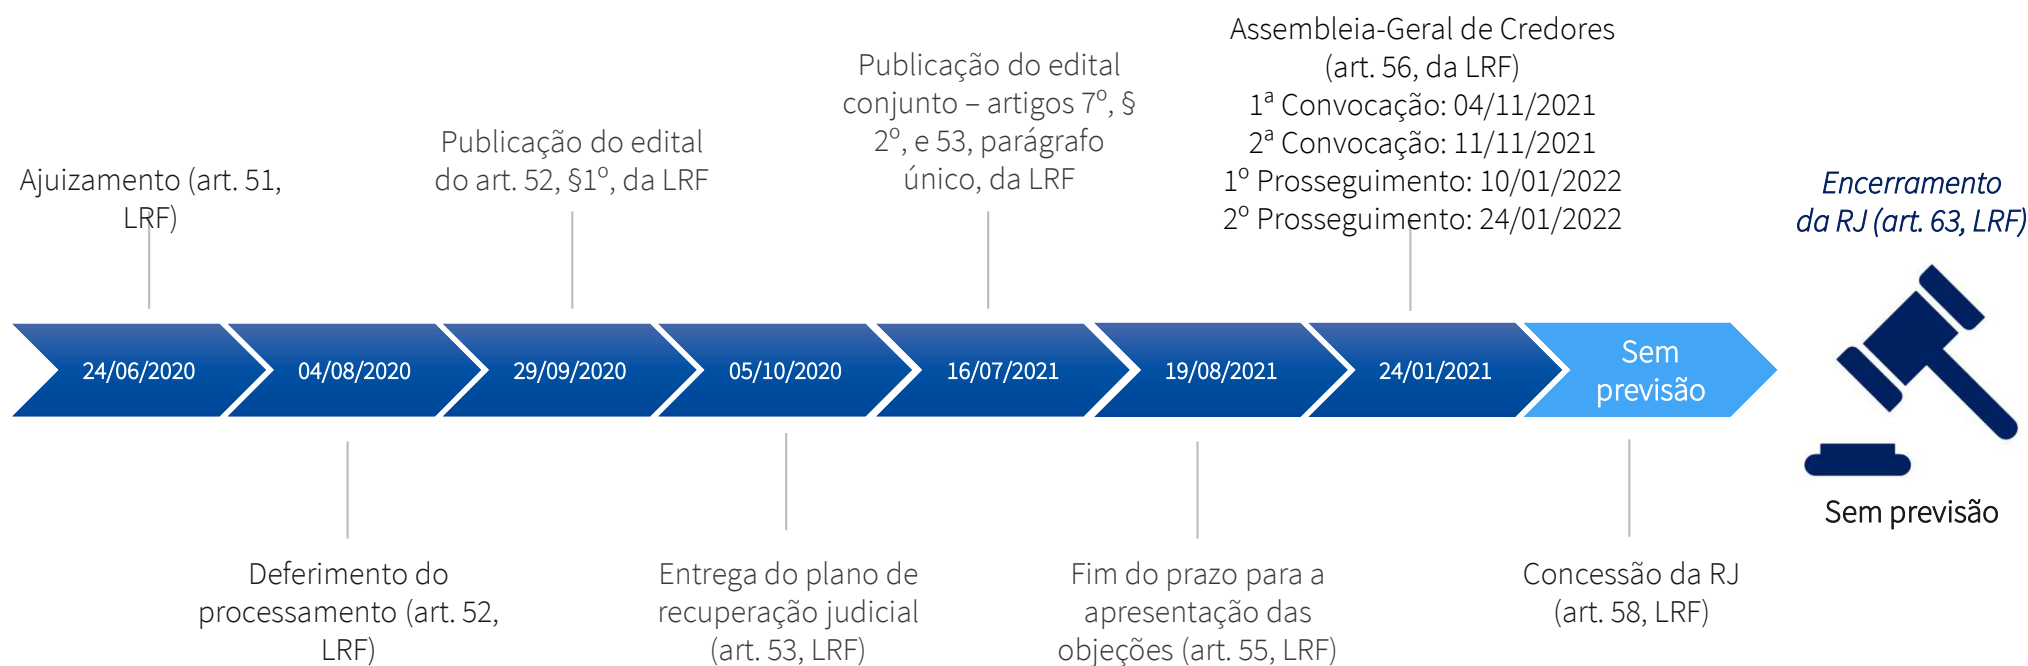 Ajuizamento (art. 51,
LRF)
Publicação do edital
do art. 52, §1º, da LRF
Publicação do edital
conjunto – artigos 7º, §
2º, e 53, parágrafo
único, da LRF
Assembleia-Geral de Credores
(art. 56, da LRF)
1ª Convocação: 04/11/2021
2ª Convocação: 11/11/2021
1º Prosseguimento: 10/01/2022
2º Prosseguimento: 24/01/2022
Encerramento
da RJ (art. 63, LRF)
24/06/2020
04/08/2020
29/09/2020
05/10/2020
16/07/2021
19/08/2021
24/01/2021
Sem
previsão
Sem previsão
Deferimento do
processamento (art. 52,
LRF)
Entrega do plano de
recuperação judicial
(art. 53, LRF)
Fim do prazo para a
apresentação das
objeções (art. 55, LRF)
Concessão da RJ
(art. 58, LRF)